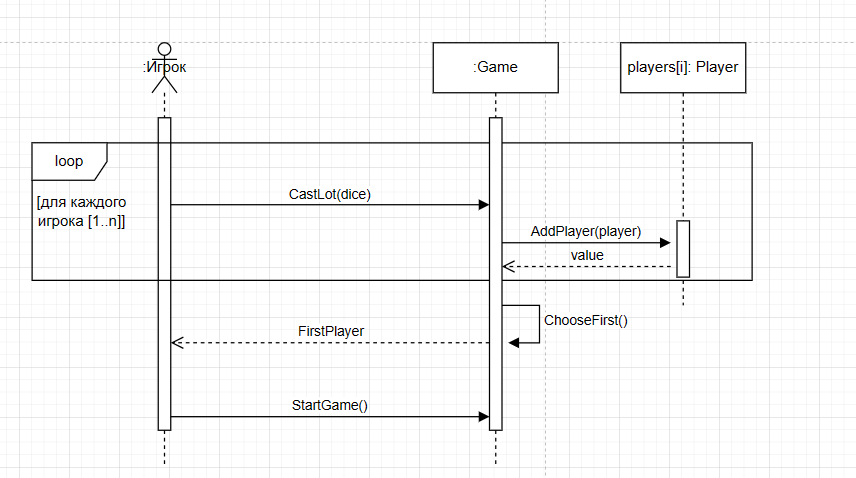 :Игрок
:Game
players[i]: Player
loop
[для каждого
игрока [1..n]]
CastLot(dice)
AddPlayer(player)
value
ChooseFirst()
FirstPlayer
StartGame()